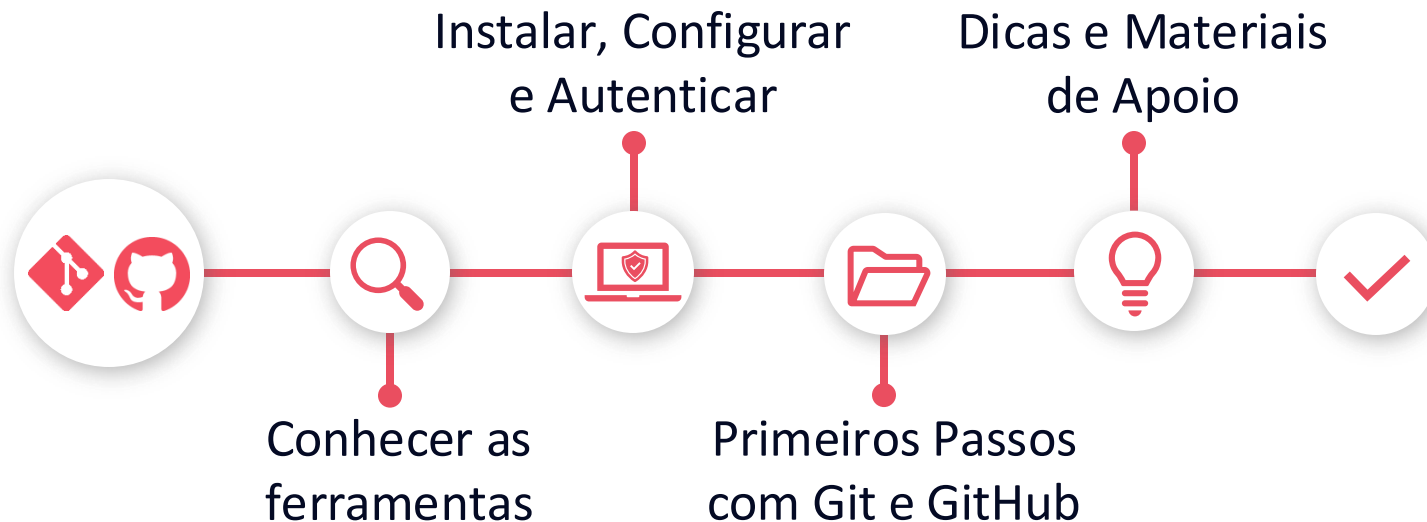 Instalar, Configurar
e Autenticar
Dicas e Materiais
de Apoio
Conhecer as
ferramentas
Primeiros Passos
com Git e GitHub